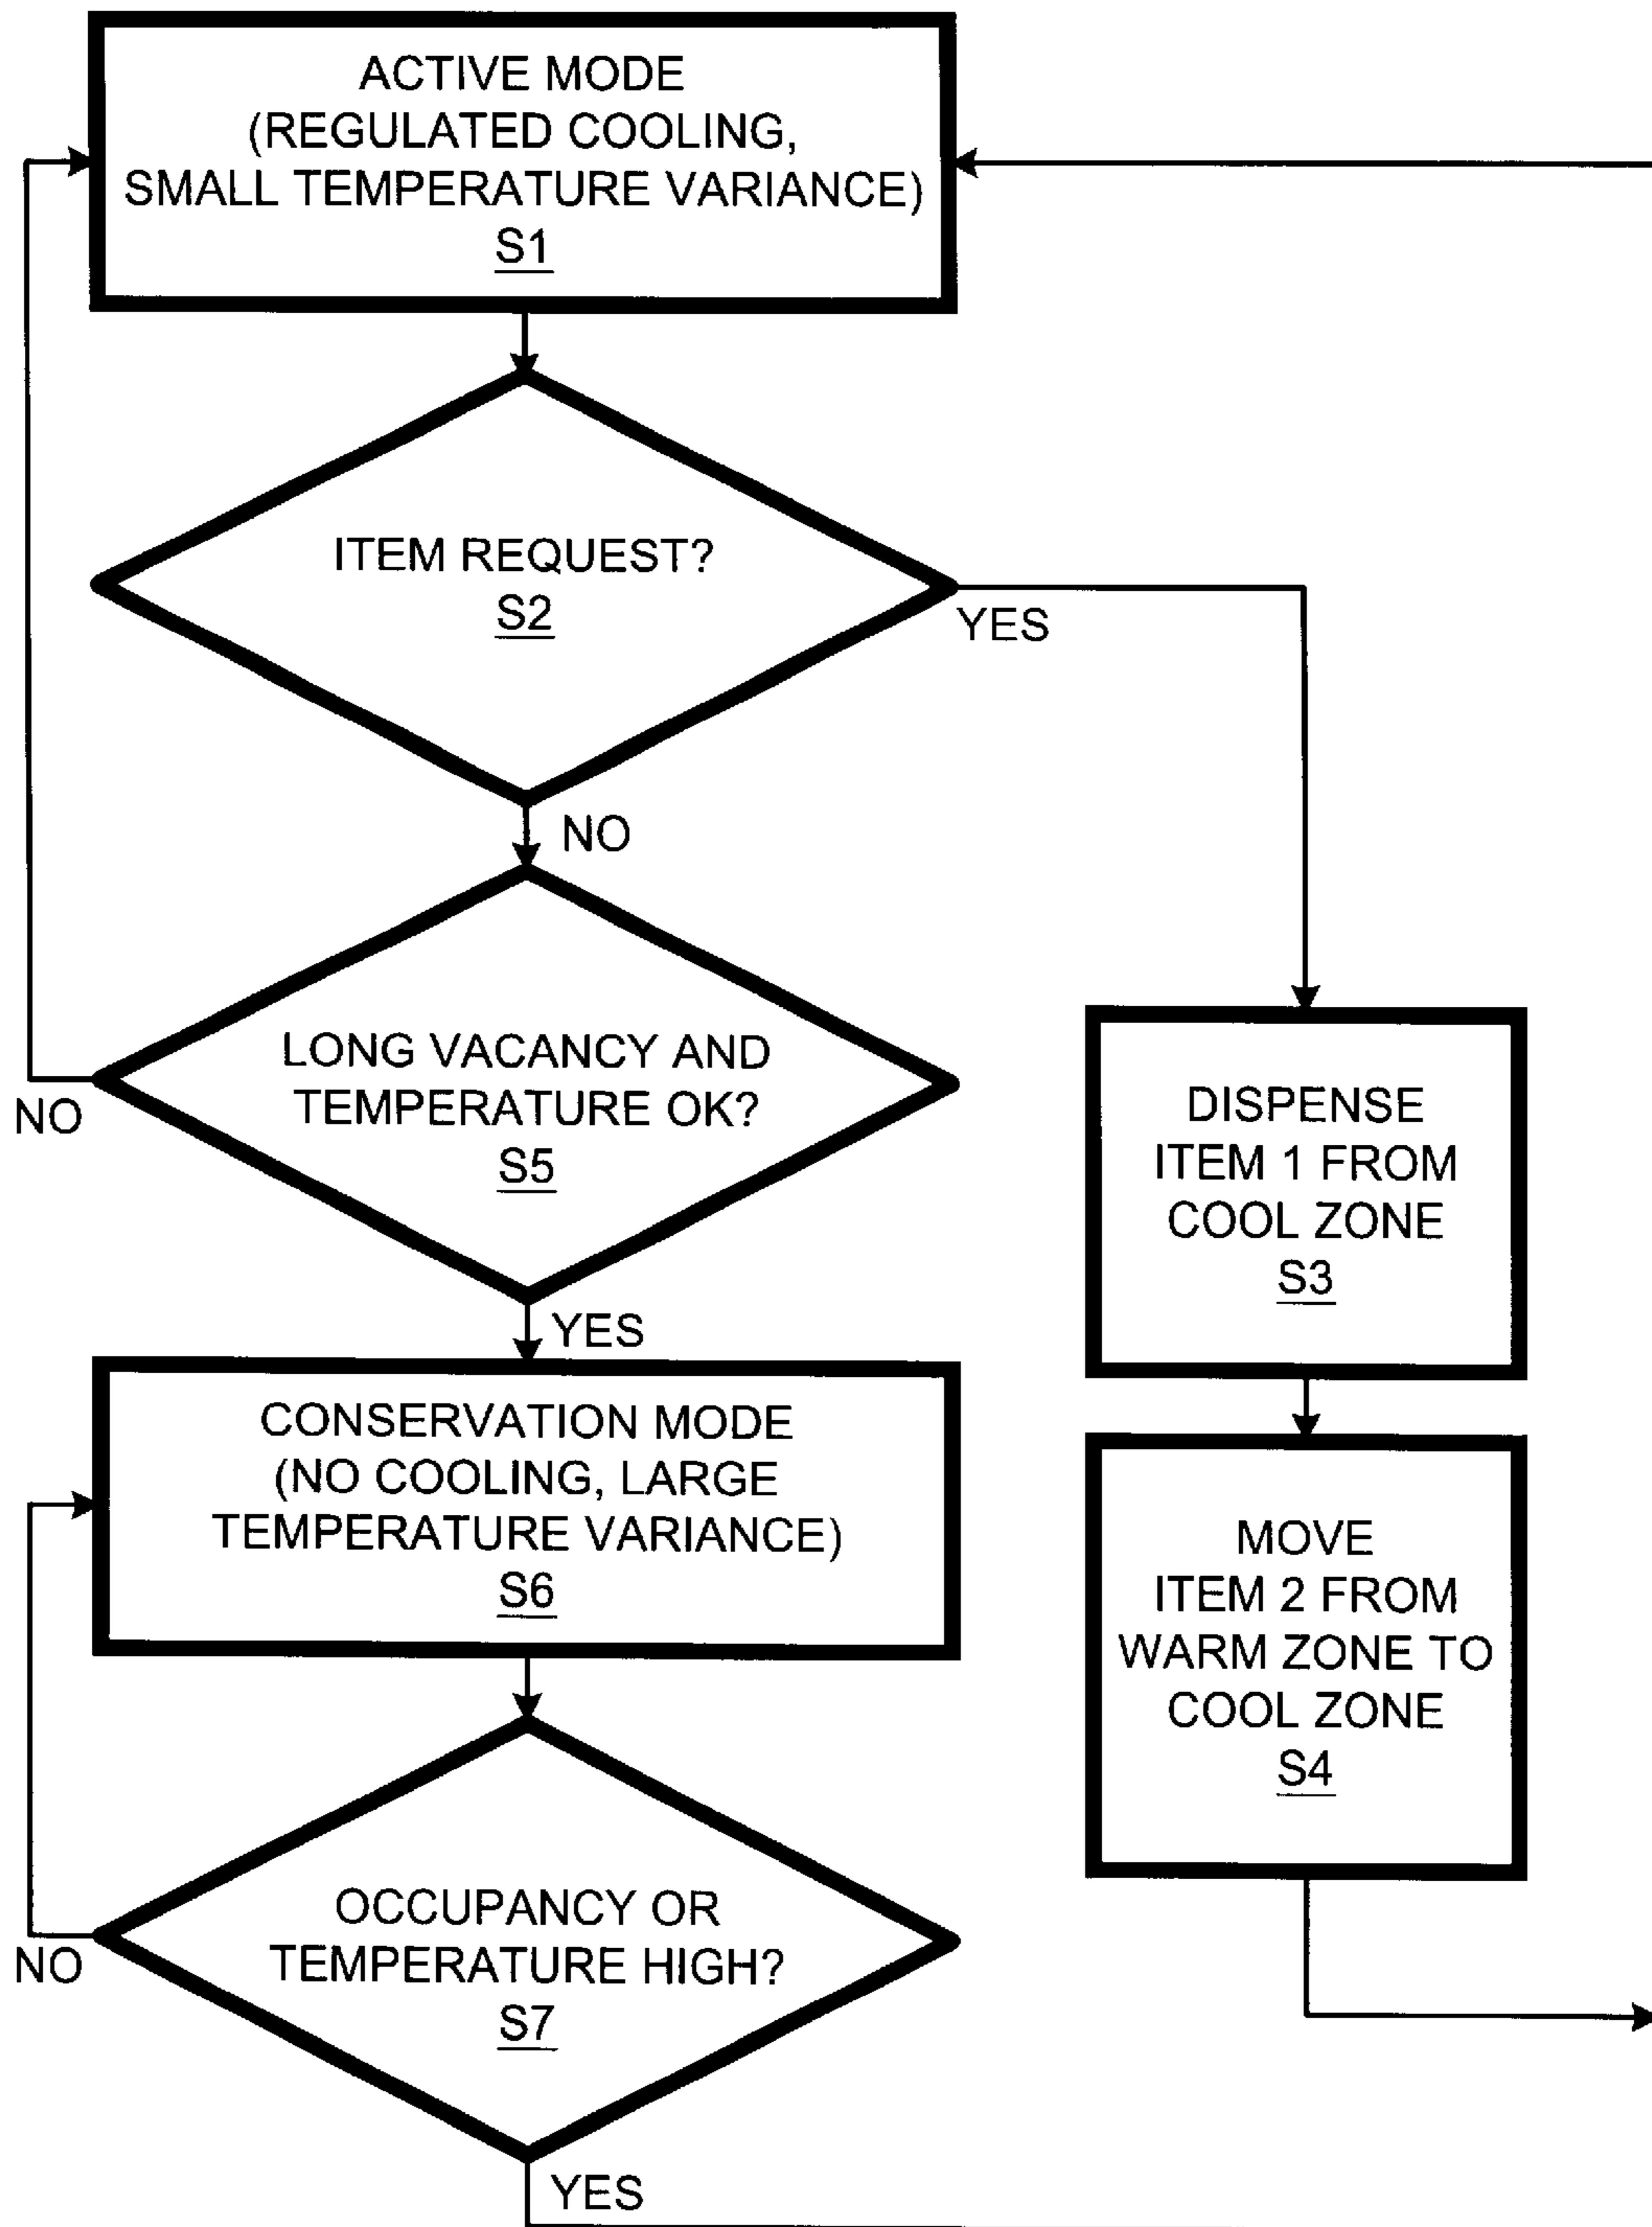 ACTIVE MODE
(REGULATED COOLING,
SMALL TEMPERATURE VARIANCE)
S1
ITEM REQUEST?
S2
YES
NO
LONG VACANCY AND
TEMPERATURE OK?
S5
NO
YES
DISPENSE
ITEM 1 FROM
COOL ZONE
S3
CONSERVATION MODE
(NO COOLING, LARGE
TEMPERATURE VARIANCE)
S6
MOVE
ITEM 2 FROM
WARM ZONE TO
COOL ZONE
S4
OCCUPANCY OR
TEMPERATURE HIGH?
S7
NO
YES